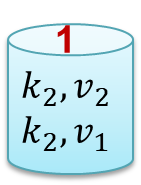 1
k₂, v₂
k₂, v₁